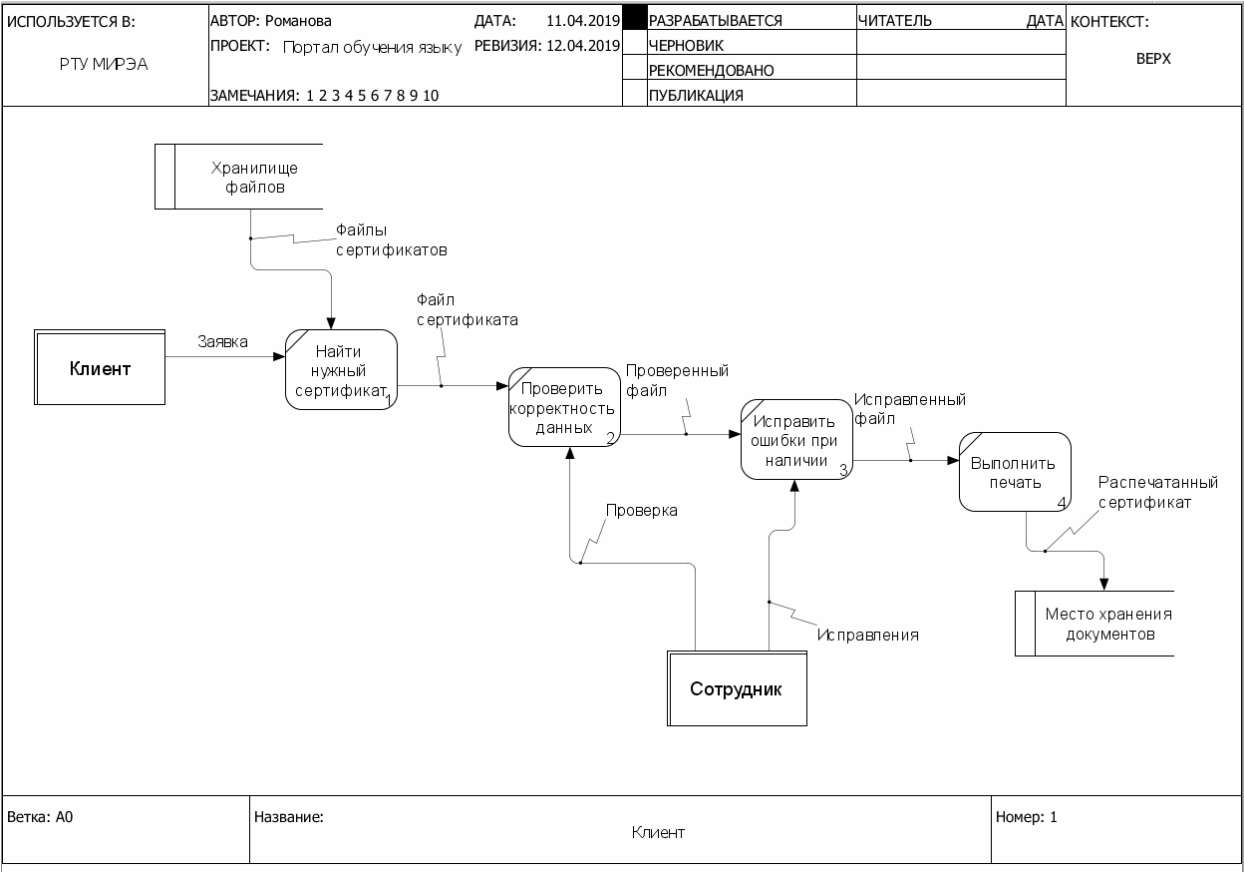 ИСПОЛЬЗУЕТСЯ В:
РТУ МИРЭА
АВТОР: Романова
ДАТА: 11.04.2019
ПРОЕКТ: Портал обучения языку
РЕВИЗИЯ: 12.04.2019
ЗАМЕЧАНИЯ: 1 2 3 4 5 6 7 8 9 10
РАЗРАБАТЫВАЕТСЯ
ЧЕРНОВИК
РЕКОМЕНДОВАНО
ПУБЛИКАЦИЯ
ЧИТАТЕЛЬ
ДАТА
КОНТЕКСТ:
ВЕРХ
Хранилище
файлов
Файлы
сертификатов
Файл
сертификата
Заявка
Клиент
Найти
нужный
сертификат
1
Проверить
корректность
данных
2
Проверенный
файл
Исправить
ошибки при
наличии
3
Исправленный
файл
Выполнить
печать
4
Распечатанный
сертификат
Проверка
Исправления
Место хранения
документов
Сотрудник
Ветка: A0
Название:
Клиент
Номер: 1